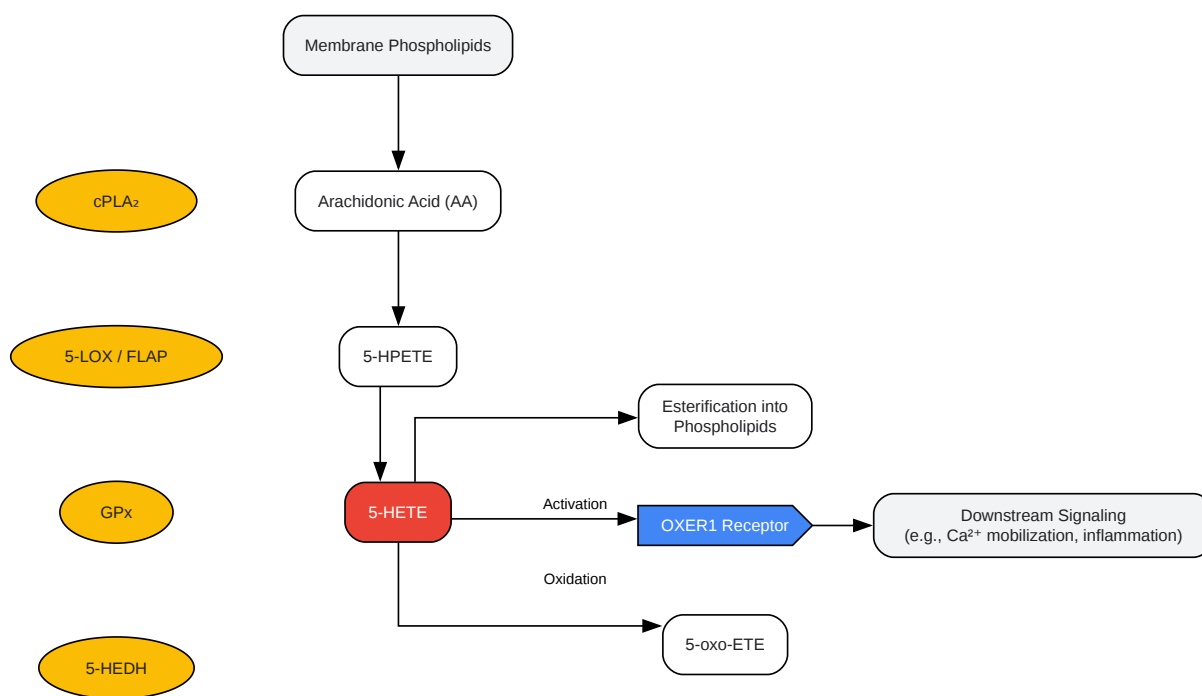 Membrane Phospholipids
cPLA₂
Arachidonic Acid (AA)
5-LOX / FLAP
5-HPETE
Esterification into
Phospholipids
GPx
5-HETE
Activation
OXER1 Receptor
Downstream Signaling
(e.g., Ca²⁺ mobilization, inflammation)
Oxidation
5-HEDH
5-oxo-ETE